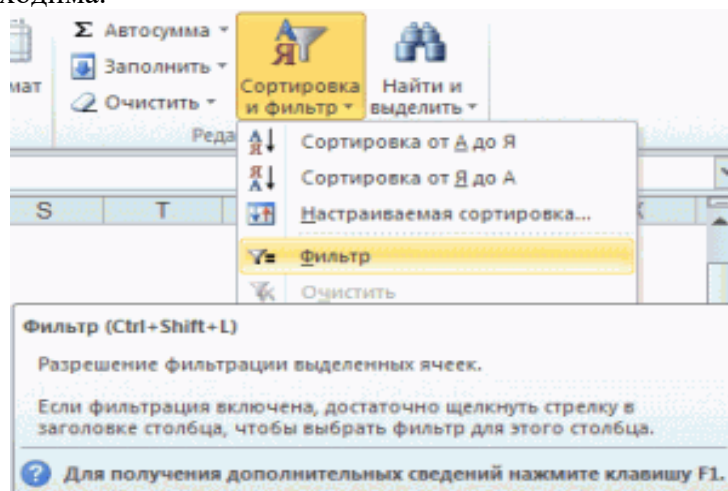 ходима.
Σ Автосумма
Заполнить
мат
Очистить
Сортировка
и фильтр
Найти и
выделить
Реда
Сортировка от А до Я
Сортировка от Я до А
S T
Настраиваемая сортировка...
Фильтр
Очистить
Фильтр (Ctrl+Shift+L)
Разрешение фильтрации выделенных ячеек.
Если фильтрация включена, достаточно щелкнуть стрелку в
заголовке столбца, чтобы выбрать фильтр для этого столбца.
Для получения дополнительных сведений нажмите клавишу F1.